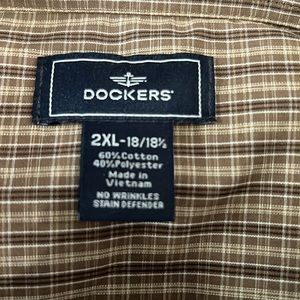 DOCKERS®
2XL-18/18½
60% Cotton
40% Polyester
Made in
Vietnam
NO WRINKLES
STAIN DEFENDER